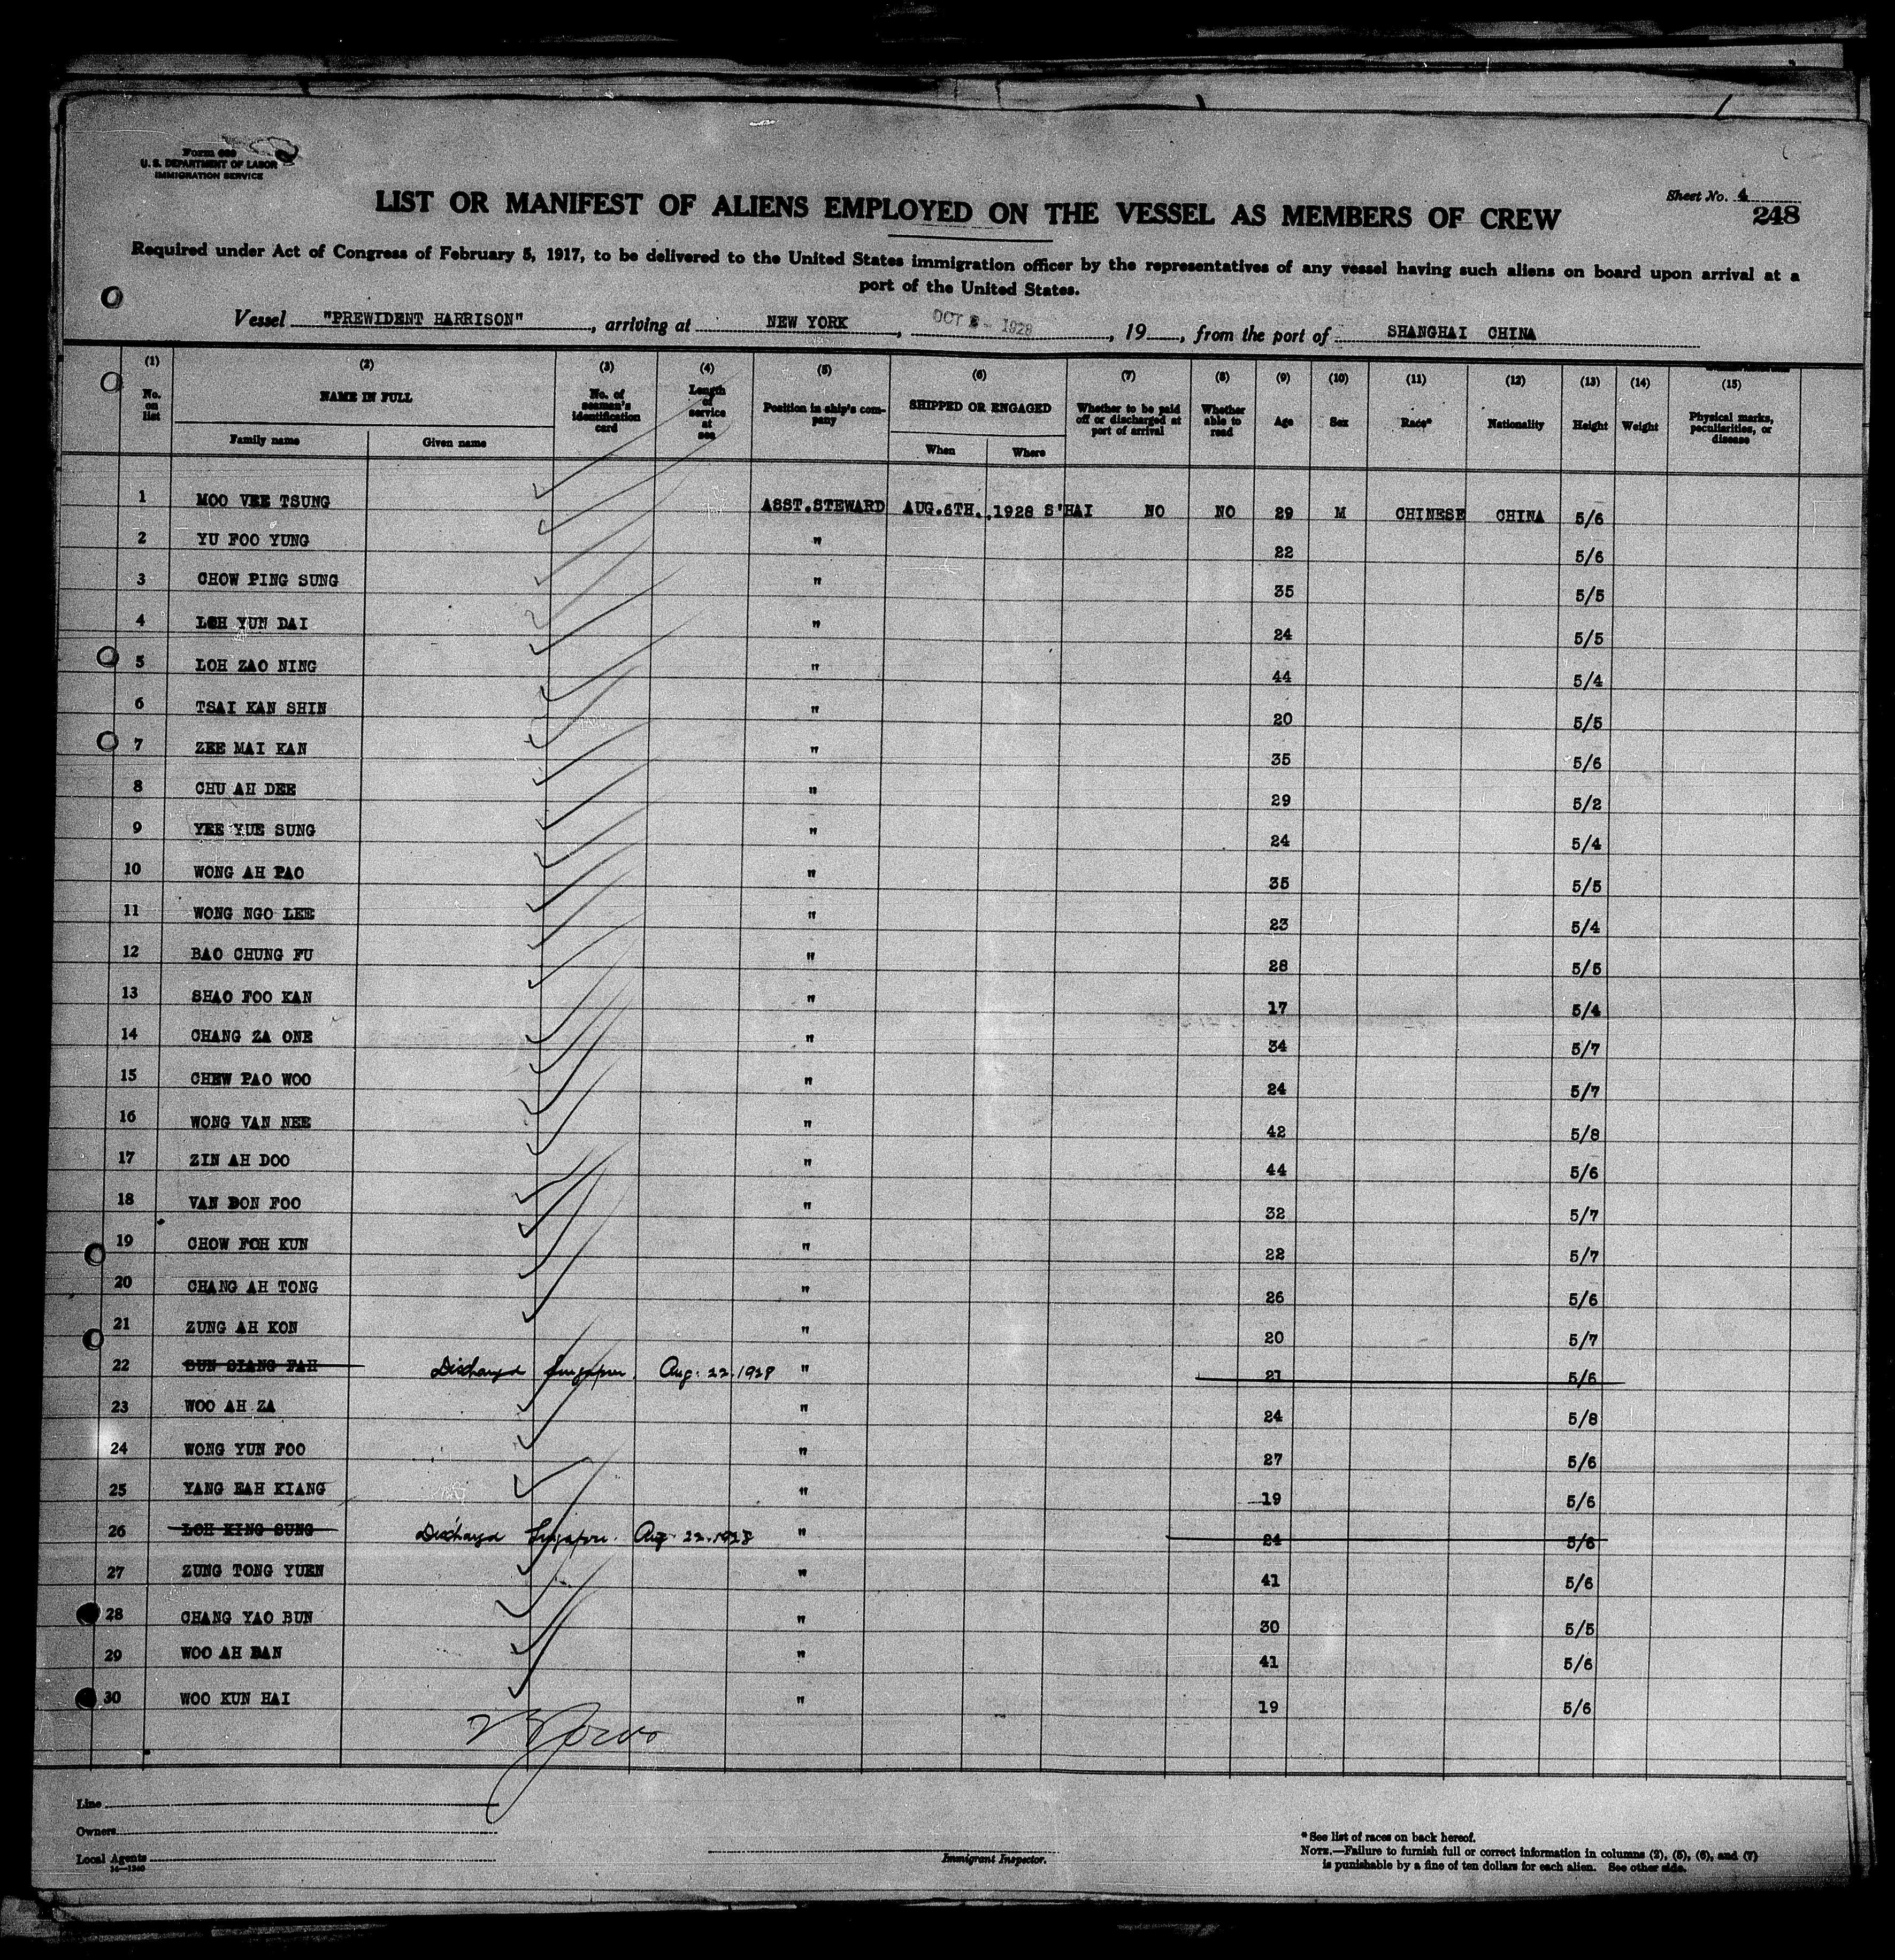 Form 689
U. S. DEPARTMENT OF LABOR
IMMIGRATION SERVICE
Sheet No. 4
248
LIST OR MANIFEST OF ALIENS EMPLOYED ON THE VESSEL AS MEMBERS OF CREW
Required under Act of Congress of February 5, 1917, to be delivered to the United States immigration officer by the representatives of any vessel having such aliens on board upon arrival at a
port of the United States.
Vessel "PREWIDENT HARRISON", arriving at NEW YORK, OCT - 1928, 19, from the port of SHANGHAI CHINA
(1) (2) (3) (4) (5) (6) (7) (8) (9) (10) (11) (12) (13) (14) (15)
No. on list NAME IN FULL Family name Given name No. of seaman's identification card Length of service at sea Position in ship's company SHIPPED OR ENGAGED When Where Whether to be paid off or discharged at port of arrival Whether able to read Age Sex Race* Nationality Height Weight Physical marks, peculiarities, or disease
1 MOO VEE TSUNG ASST.STEWARD AUG.6TH.,1928 S'HAI NO NO 29 M CHINESE CHINA 5/6
2 YU FOO YUNG " 22 5/6
3 CHOW PING SUNG " 35 5/5
4 LOH YUN DAI " 24 5/5
5 LOH ZAO NING " 44 5/4
6 TSAI KAN SHIN " 20 5/5
7 ZEE MAI KAN " 35 5/6
8 CHU AH DEE " 29 5/2
9 YEE YUE SUNG " 24 5/4
10 WONG AH PAO " 35 5/5
11 WONG NGO LEE " 23 5/4
12 BAO CHUNG FU " 28 5/5
13 SHAO FOO KAN " 17 5/4
14 CHANG ZA ONE " 34 5/7
15 CHEW PAO WOO " 24 5/7
16 WONG VAN NEE " 42 5/8
17 ZIN AH DOO " 44 5/6
18 VAN DON FOO " 32 5/7
19 CHOW FOH KUN " 22 5/7
20 CHANG AH TONG " 26 5/6
21 ZUNG AH KON " 20 5/7
22 SIANG FAH Discharged Singapore. Aug. 22. 1928 " 21 5/6
23 WOO AH ZA " 24 5/8
24 WONG YUN FOO " 27 5/6
25 YANG EAH KIANG " 19 5/6
26 LOH KING SUNG Discharged Singapore. Aug. 22. 1928 " 24 5/6
27 ZUNG TONG YUEN " 41 5/6
28 CHANG YAO BUN " 30 5/5
29 WOO AH BAN " 41 5/6
30 WOO KUN HAI " 19 5/6
Line
Owners
Local Agents
14—1240
Immigrant Inspector.
* See list of races on back hereof.
NOTE.—Failure to furnish full or correct information in columns (2), (5), (6), and (7)
is punishable by a fine of ten dollars for each alien. See other side.